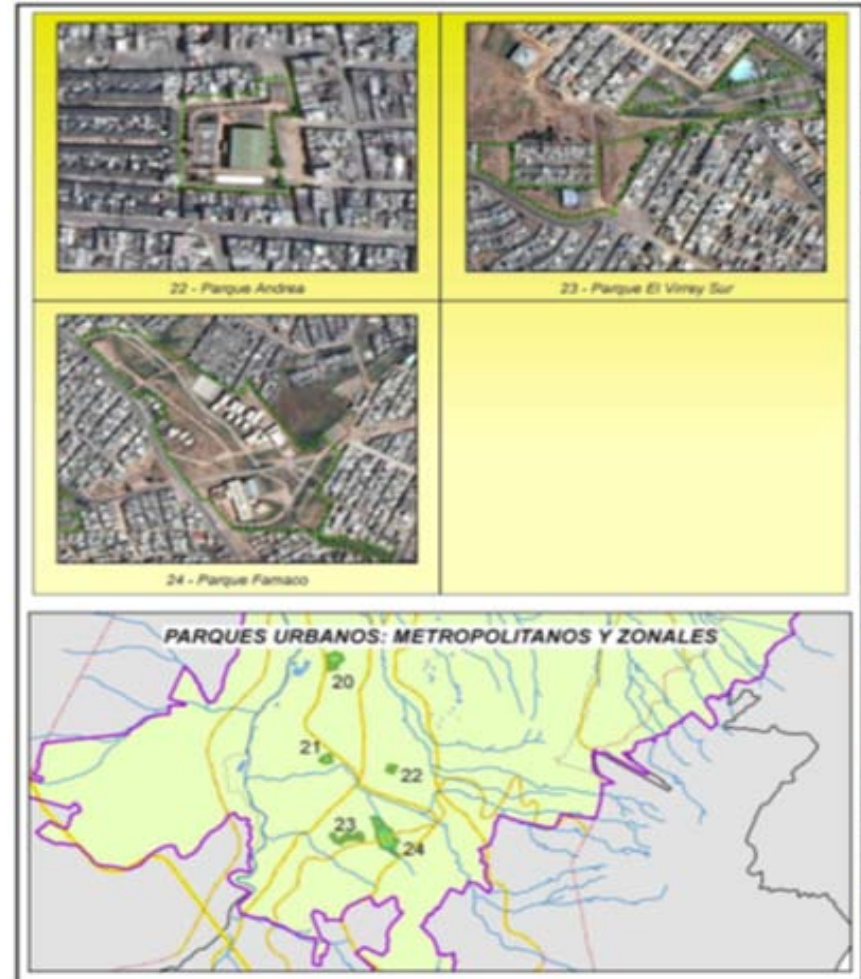 22 - Parque Andrea
23 - Parque El Virrey Sur
24 - Parque Famaco
PARQUES URBANOS: METROPOLITANOS Y ZONALES
20
21
22
23
24